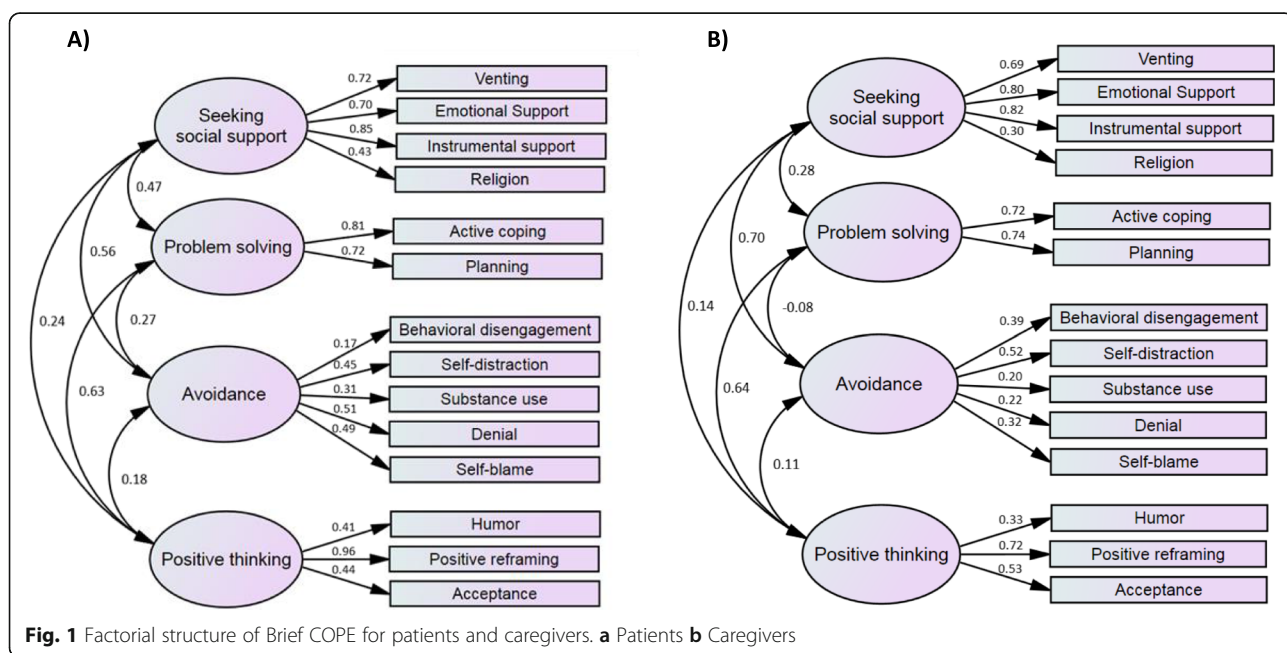 A)
Seeking
social support
Problem solving
Avoidance
Positive thinking
0.72
0.70
0.85
0.43
Venting
Emotional Support
Instrumental support
Religion
0.81
0.72
Active coping
Planning
0.17
0.45
0.31
0.51
0.49
Behavioral disengagement
Self-distraction
Substance use
Denial
Self-blame
0.41
0.96
0.44
Humor
Positive reframing
Acceptance
0.47
0.56
0.27
0.24
0.63
0.18
B)
Seeking
social support
Problem solving
Avoidance
Positive thinking
0.69
0.80
0.82
0.30
Venting
Emotional Support
Instrumental support
Religion
0.72
0.74
Active coping
Planning
0.39
0.52
0.20
0.22
0.32
Behavioral disengagement
Self-distraction
Substance use
Denial
Self-blame
0.33
0.72
0.53
Humor
Positive reframing
Acceptance
0.28
0.70
-0.08
0.14
0.64
0.11
Fig. 1 Factorial structure of Brief COPE for patients and caregivers. a Patients b Caregivers